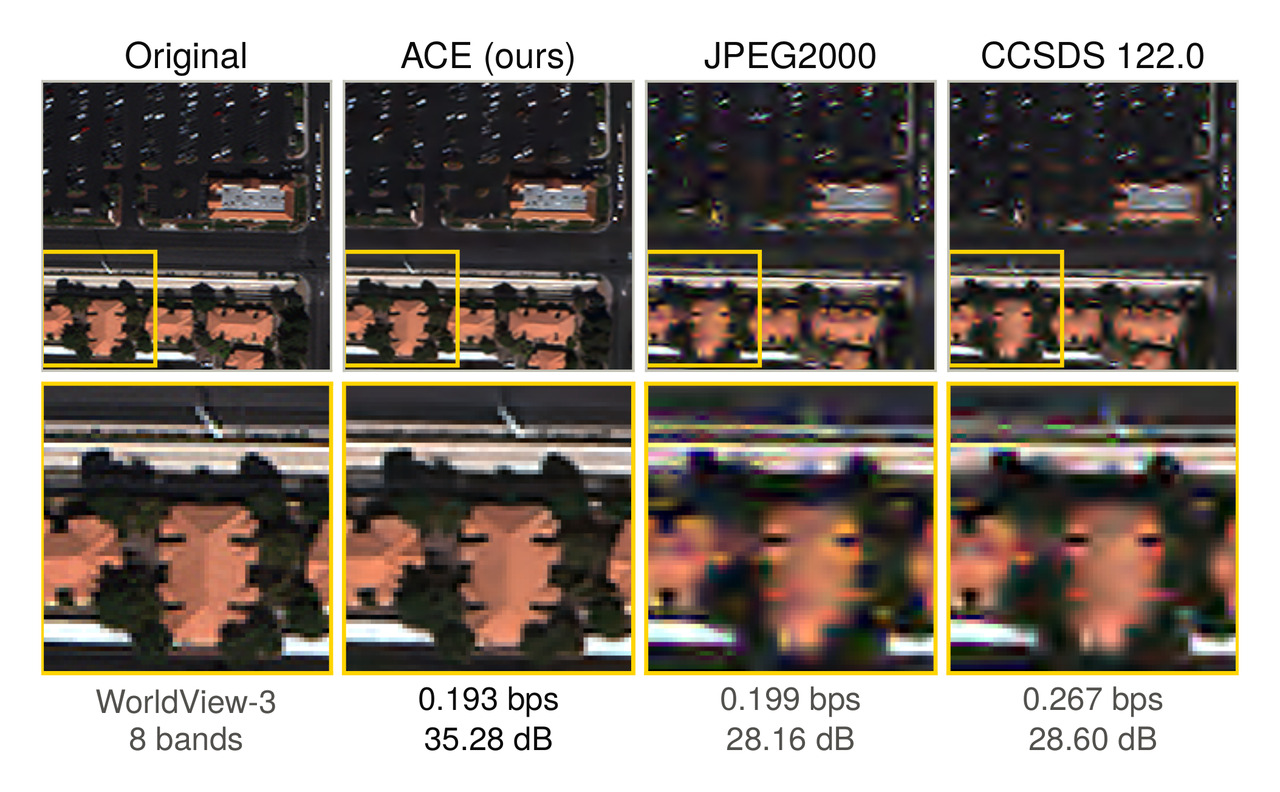 Original
ACE (ours)
JPEG2000
CCSDS 122.0
WorldView-3
8 bands
0.193 bps
35.28 dB
0.199 bps
28.16 dB
0.267 bps
28.60 dB